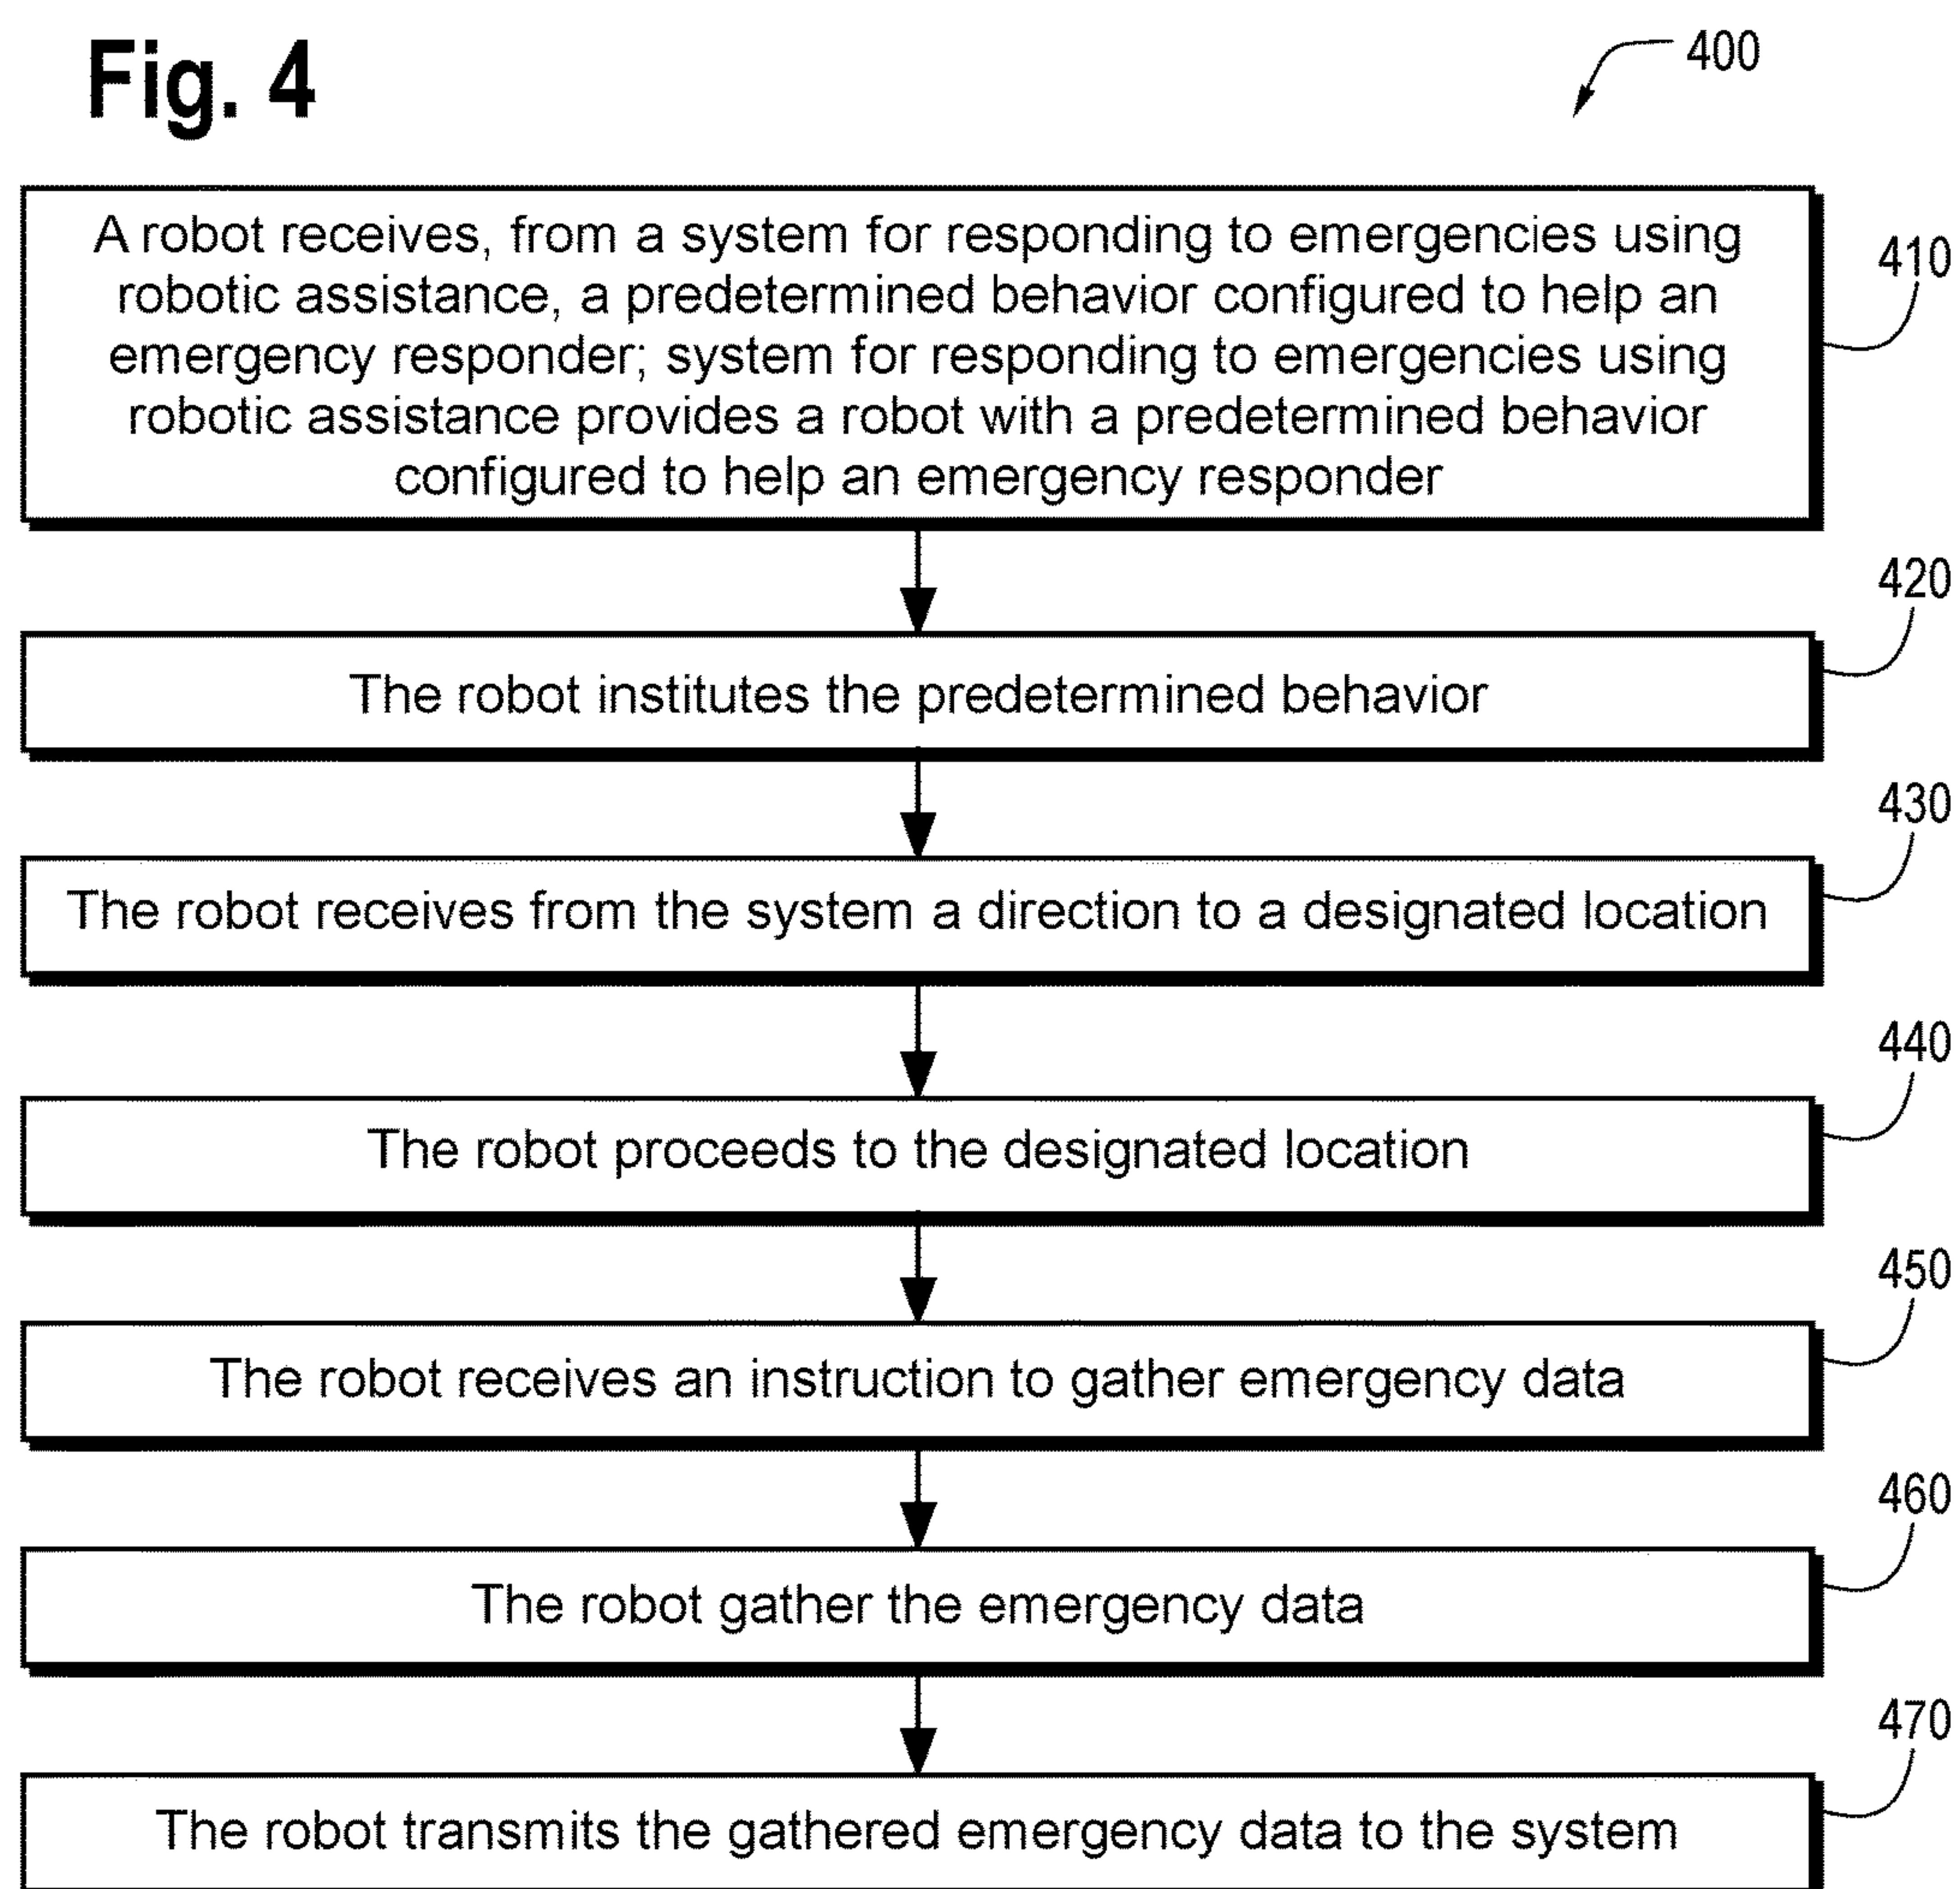 Fig. 4
400
A robot receives, from a system for responding to emergencies using
robotic assistance, a predetermined behavior configured to help an
emergency responder; system for responding to emergencies using
robotic assistance provides a robot with a predetermined behavior
configured to help an emergency responder
410
420
The robot institutes the predetermined behavior
430
The robot receives from the system a direction to a designated location
440
The robot proceeds to the designated location
450
The robot receives an instruction to gather emergency data
460
The robot gather the emergency data
470
The robot transmits the gathered emergency data to the system